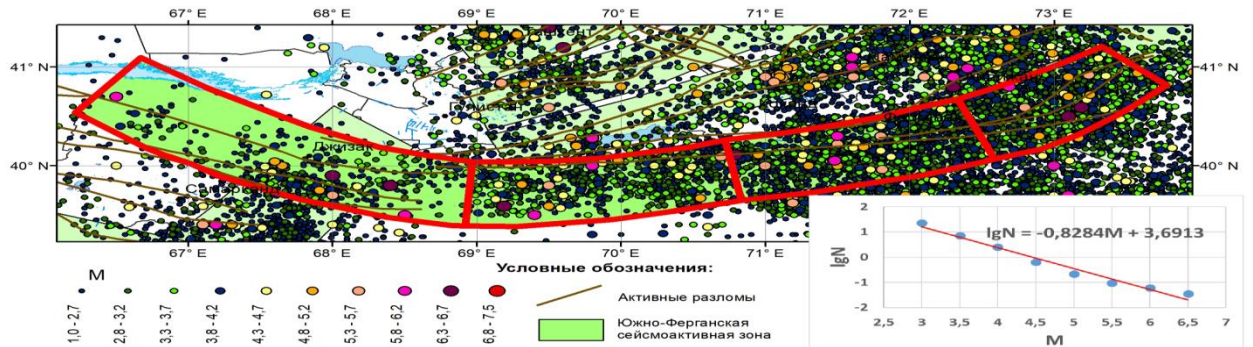 67° E 68° E 69° E 70° E 71° E 72° E 73° E
41° N 41° N
Джизак
40° N 40° N
67° E 68° E 69° E 70° E 71° E
Условные обозначения:
М
1,0 - 2,7
2,8 - 3,2
3,3 - 3,7
3,8 - 4,2
4,3 - 4,7
4,8 - 5,2
5,3 - 5,7
5,8 - 6,2
6,3 - 6,7
6,8 - 7,5
Активные разломы
Южно-Ферганская
сейсмоактивная зона
lgN = -0,8284M + 3,6913
lgN
2
1
0
-1
-2
2,5 3 3,5 4 4,5 5 5,5 6 6,5 7
М